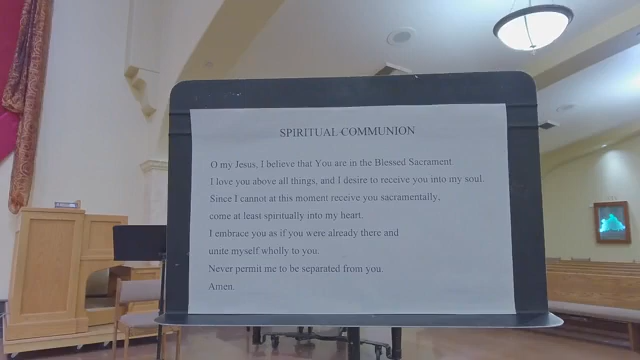 SPIRITUAL COMMUNION
O my Jesus, I believe that You are in the Blessed Sacrament
I love you above all things, and I desire to receive you into my soul.
Since I cannot at this moment receive you sacramentally,
come at least spiritually into my heart.
I embrace you as if you were already there and
unite myself wholly to you.
Never permit me to be separated from you.
Amen.